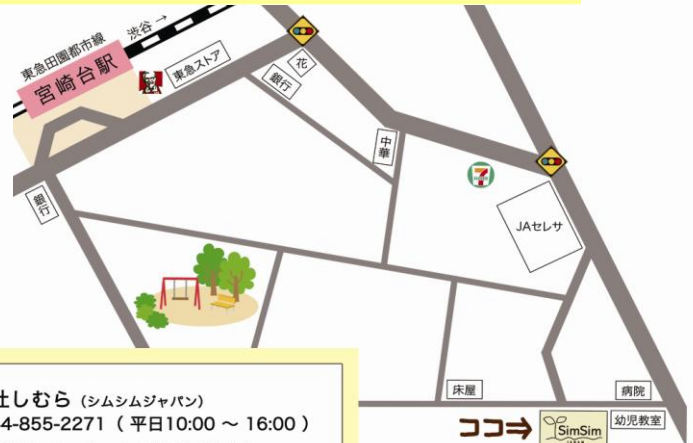 渋谷 →
東急田園都市線
宮崎台駅
東急ストア
花
銀行
中華
銀行
JAセレサ
床屋
病院
ココ⇒
SimSim
幼児教室
社しむら (シムシムジャパン)
4-855-2271 ( 平日10:00 ～ 16:00 )